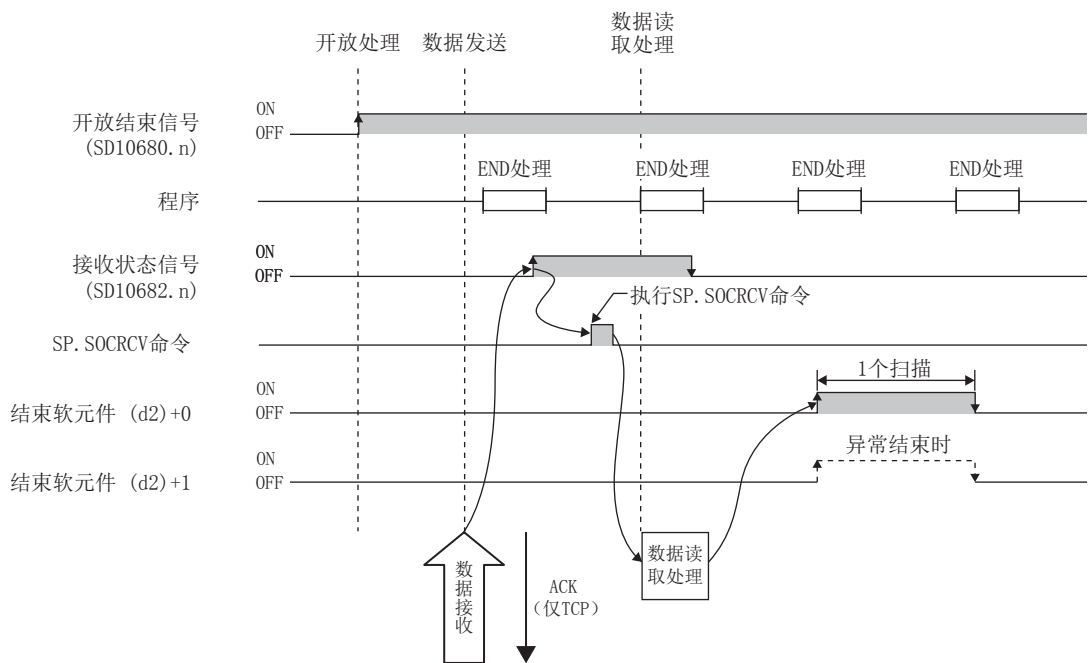 开放处理
数据发送
数据读
取处理
开放结束信号
(SD10680.n)
ON
OFF
END处理
END处理
END处理
END处理
程序
接收状态信号
(SD10682.n)
ON
OFF
执行SP.SOCRCV命令
SP.SOCRCV命令
1个扫描
结束软元件 (d2)+0
ON
OFF
异常结束时
结束软元件 (d2)+1
ON
OFF
数据接收
ACK
（仅TCP）
数据读
取处理